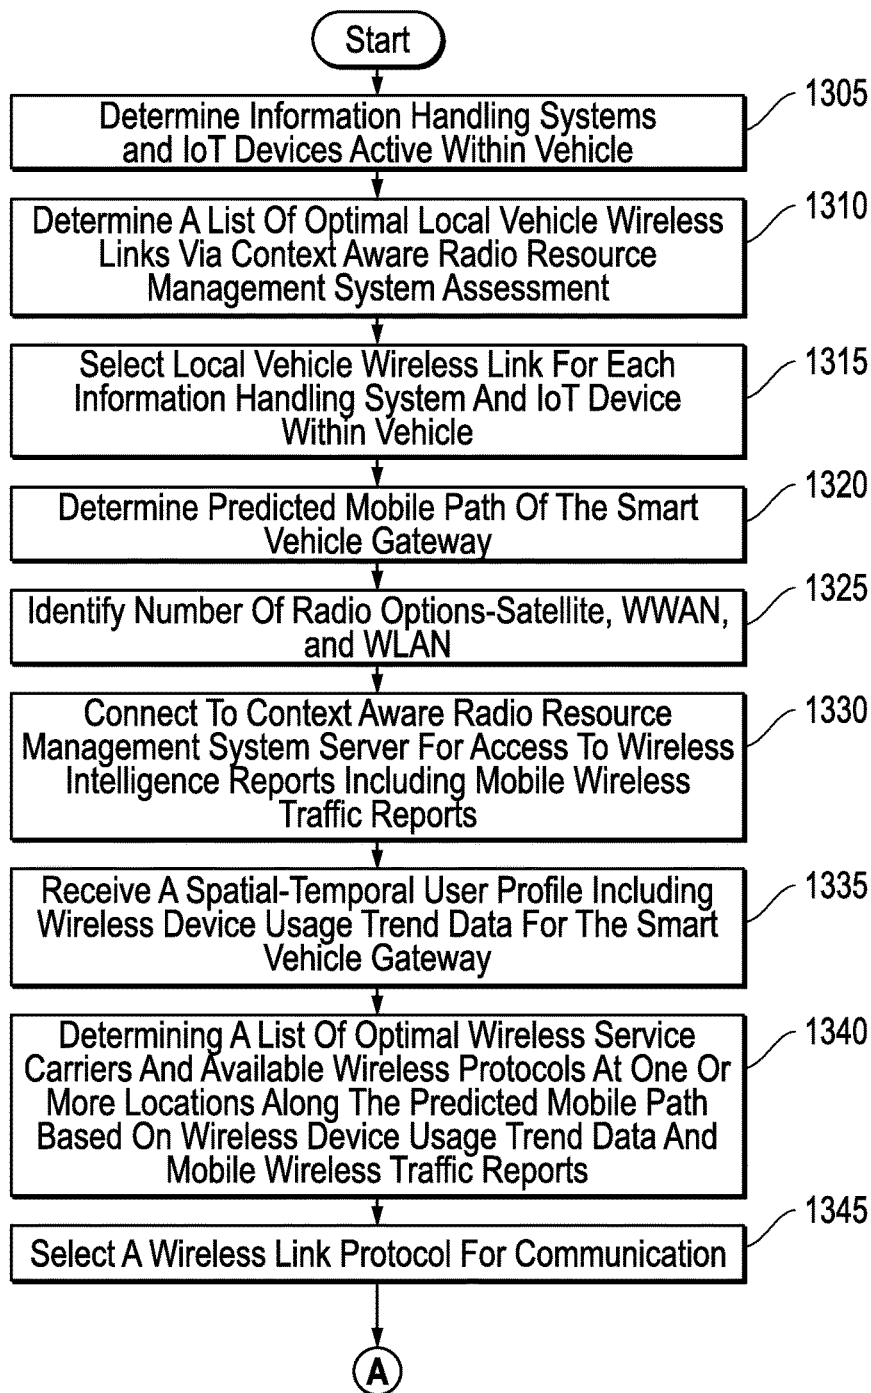 Start
1305
Determine Information Handling Systems
and IoT Devices Active Within Vehicle
1310
Determine A List Of Optimal Local Vehicle Wireless
Links Via Context Aware Radio Resource
Management System Assessment
1315
Select Local Vehicle Wireless Link For Each
Information Handling System And IoT Device
Within Vehicle
1320
Determine Predicted Mobile Path Of The Smart
Vehicle Gateway
1325
Identify Number Of Radio Options-Satellite, WWAN,
and WLAN
1330
Connect To Context Aware Radio Resource
Management System Server For Access To Wireless
Intelligence Reports Including Mobile Wireless
Traffic Reports
1335
Receive A Spatial-Temporal User Profile Including
Wireless Device Usage Trend Data For The Smart
Vehicle Gateway
1340
Determining A List Of Optimal Wireless Service
Carriers And Available Wireless Protocols At One Or
More Locations Along The Predicted Mobile Path
Based On Wireless Device Usage Trend Data And
Mobile Wireless Traffic Reports
1345
Select A Wireless Link Protocol For Communication
A